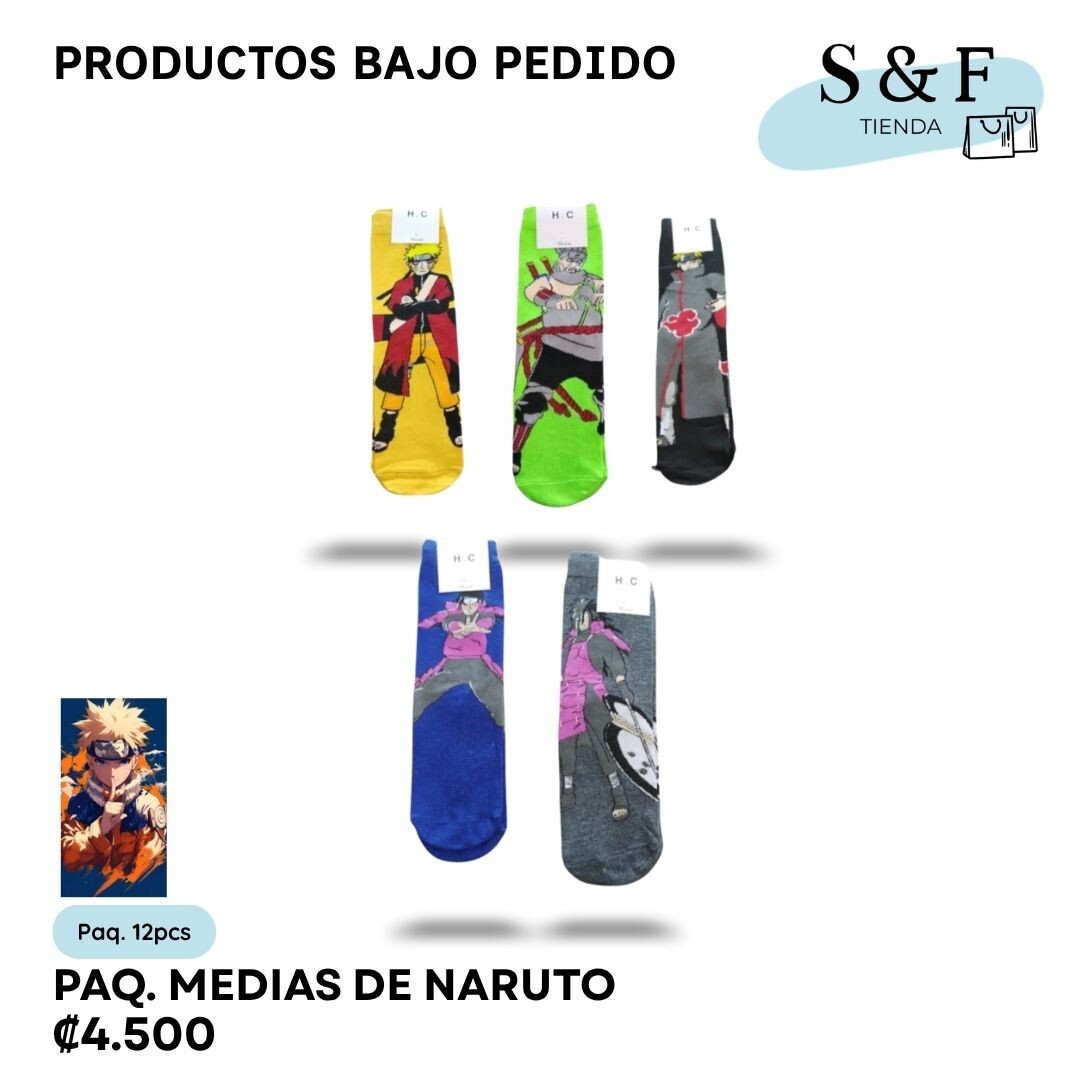 PRODUCTOS BAJO PEDIDO
S & F
TIENDA
H.C
H.C
H.C
H.C
H.C
Paq. 12pcs
PAQ. MEDIAS DE NARUTO
₡4.500